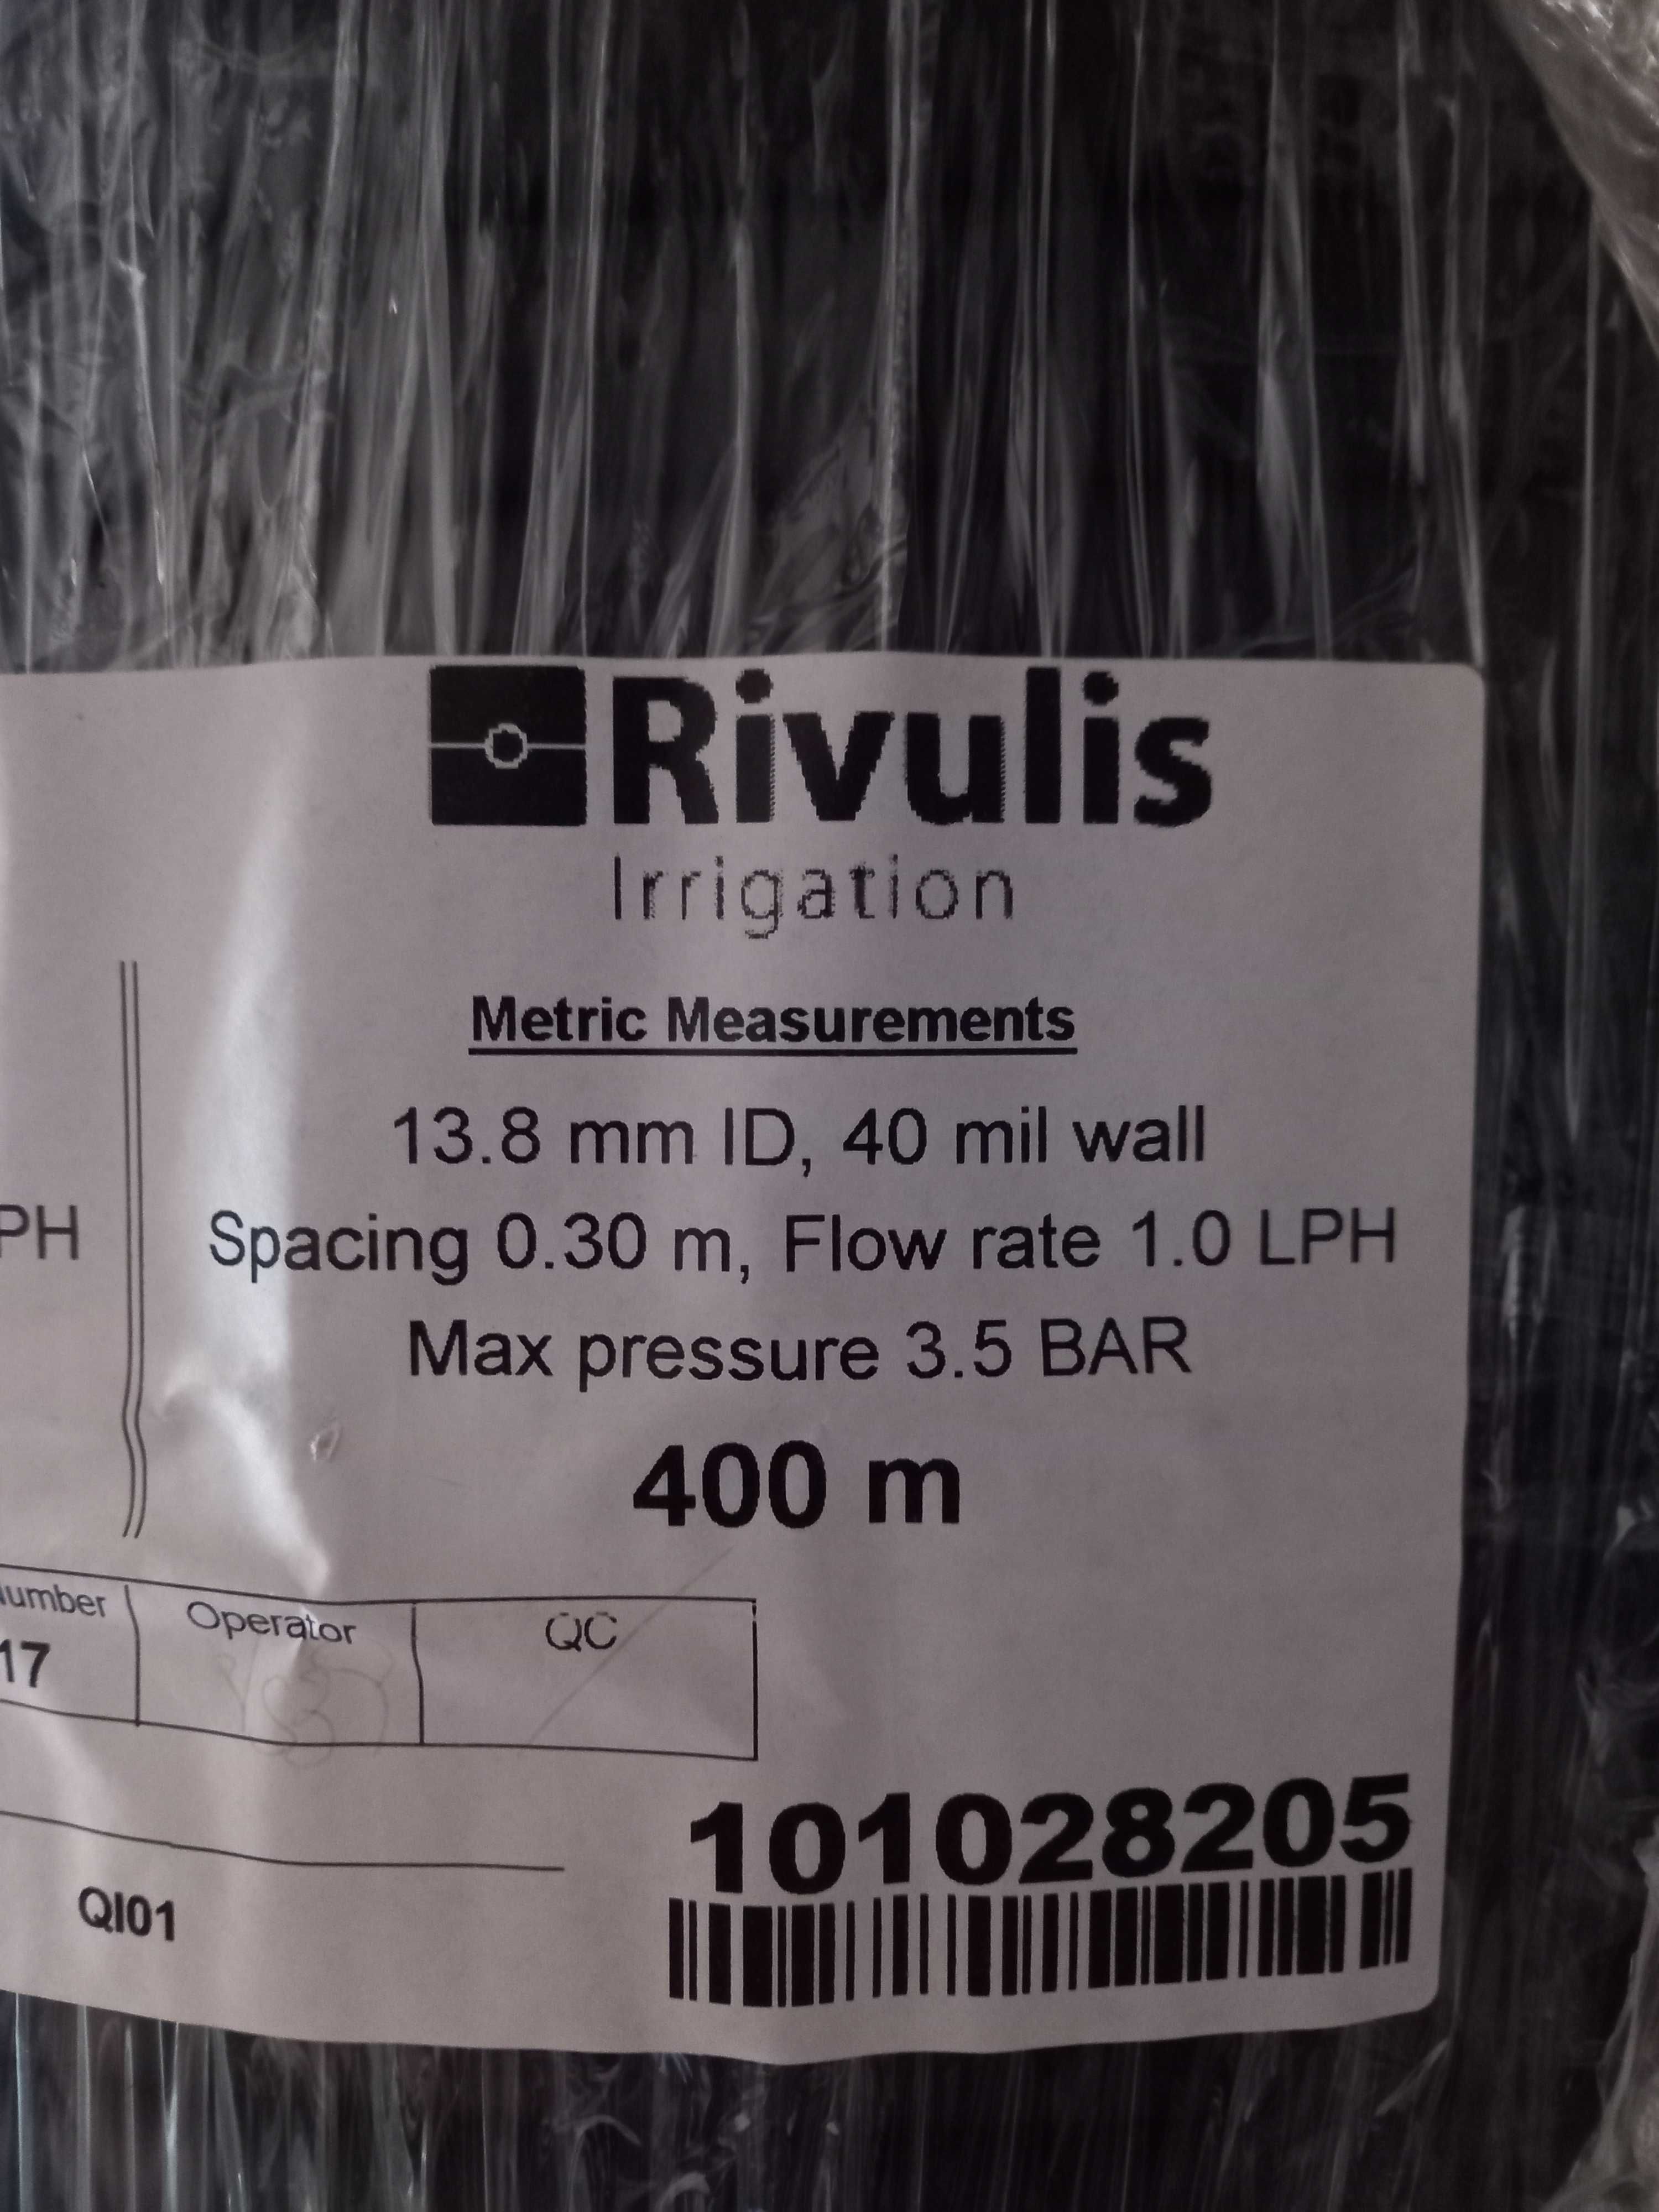 Rivulis
Irrigation
Metric Measurements
13.8 mm ID, 40 mil wall
PH
Spacing 0.30 m, Flow rate 1.0 LPH
Max pressure 3.5 BAR
400 m
umber Operator QC
17
101028205
QI01